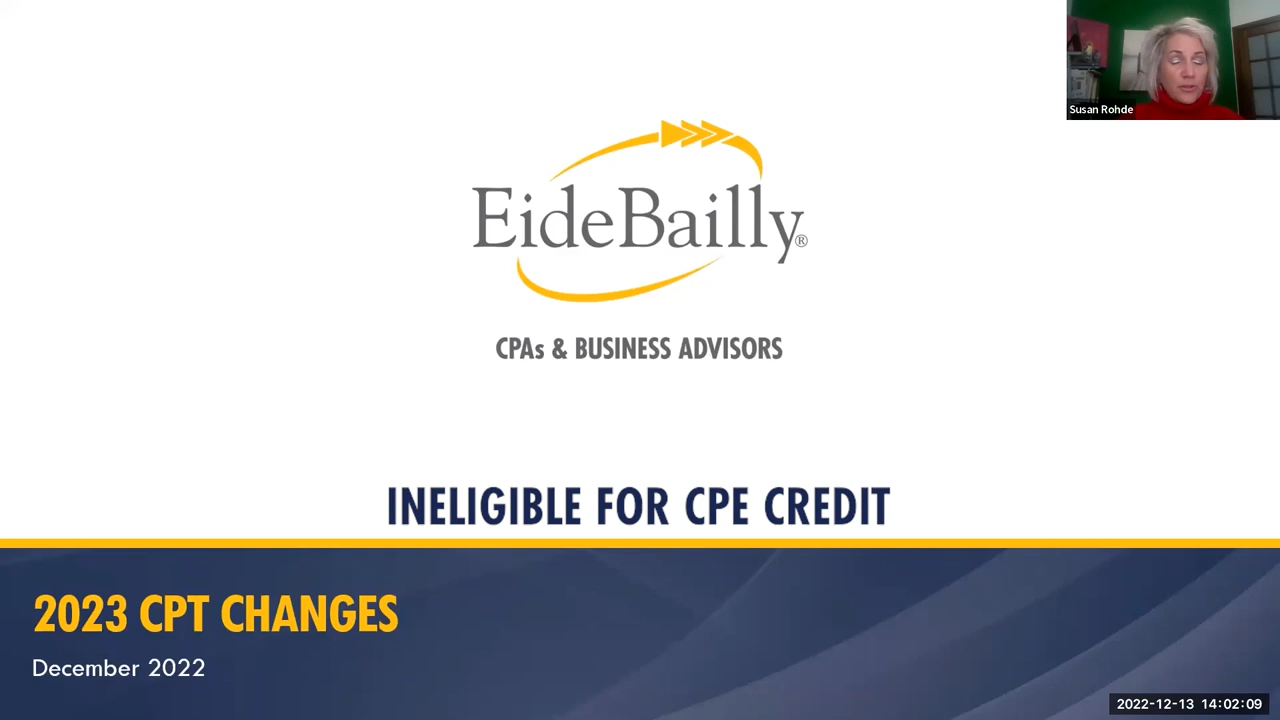 Susan Rohde
EideBailly®
CPAs & BUSINESS ADVISORS
INELIGIBLE FOR CPE CREDIT
2023 CPT CHANGES
December 2022
2022-12-13 14:02:09